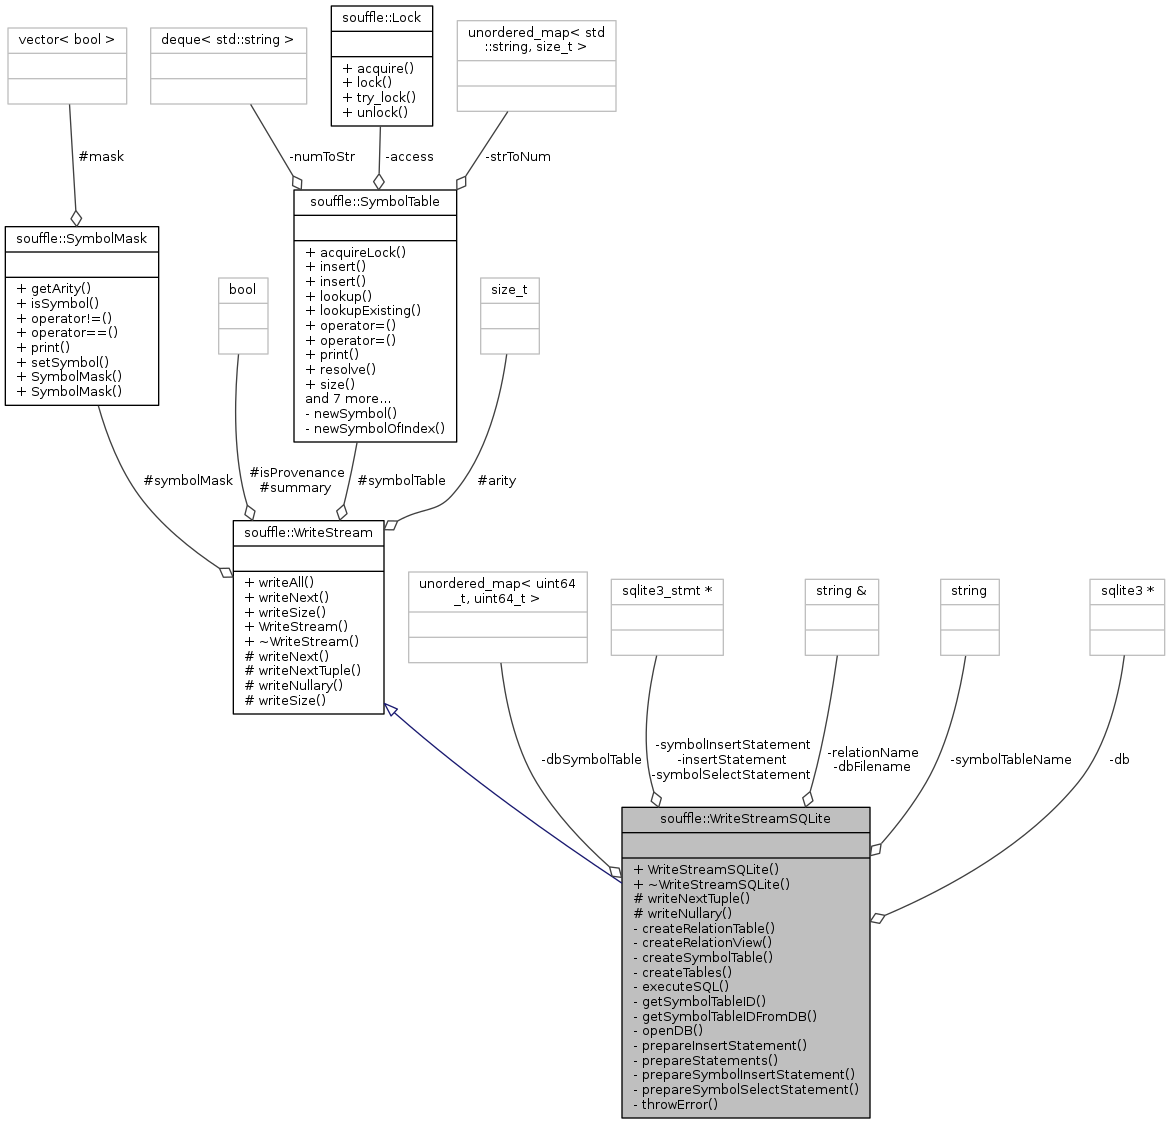 souffle::Lock
+ acquire()
+ lock()
+ try_lock()
+ unlock()
vector< bool >
deque< std::string >
unordered_map< std
::string, size_t >
#mask
-numToStr
-access
-strToNum
souffle::SymbolMask
+ getArity()
+ isSymbol()
+ operator!=()
+ operator==()
+ print()
+ setSymbol()
+ SymbolMask()
+ SymbolMask()
bool
souffle::SymbolTable
+ acquireLock()
+ insert()
+ insert()
+ lookup()
+ lookupExisting()
+ operator=()
+ operator=()
+ print()
+ resolve()
+ size()
and 7 more...
- newSymbol()
- newSymbolOfIndex()
size_t
#symbolMask
#isProvenance
#summary
#symbolTable
#arity
souffle::WriteStream
+ writeAll()
+ writeNext()
+ writeSize()
+ WriteStream()
+ ~WriteStream()
# writeNext()
# writeNextTuple()
# writeNullary()
# writeSize()
unordered_map< uint64
_t, uint64_t >
sqlite3_stmt *
string &
string
sqlite3 *
-dbSymbolTable
-symbolInsertStatement
-insertStatement
-symbolSelectStatement
-relationName
-dbFilename
-symbolTableName
-db
souffle::WriteStreamSQLite
+ WriteStreamSQLite()
+ ~WriteStreamSQLite()
# writeNextTuple()
# writeNullary()
- createRelationTable()
- createRelationView()
- createSymbolTable()
- createTables()
- executeSQL()
- getSymbolTableID()
- getSymbolTableIDFromDB()
- openDB()
- prepareInsertStatement()
- prepareStatements()
- prepareSymbolInsertStatement()
- prepareSymbolSelectStatement()
- throwError()